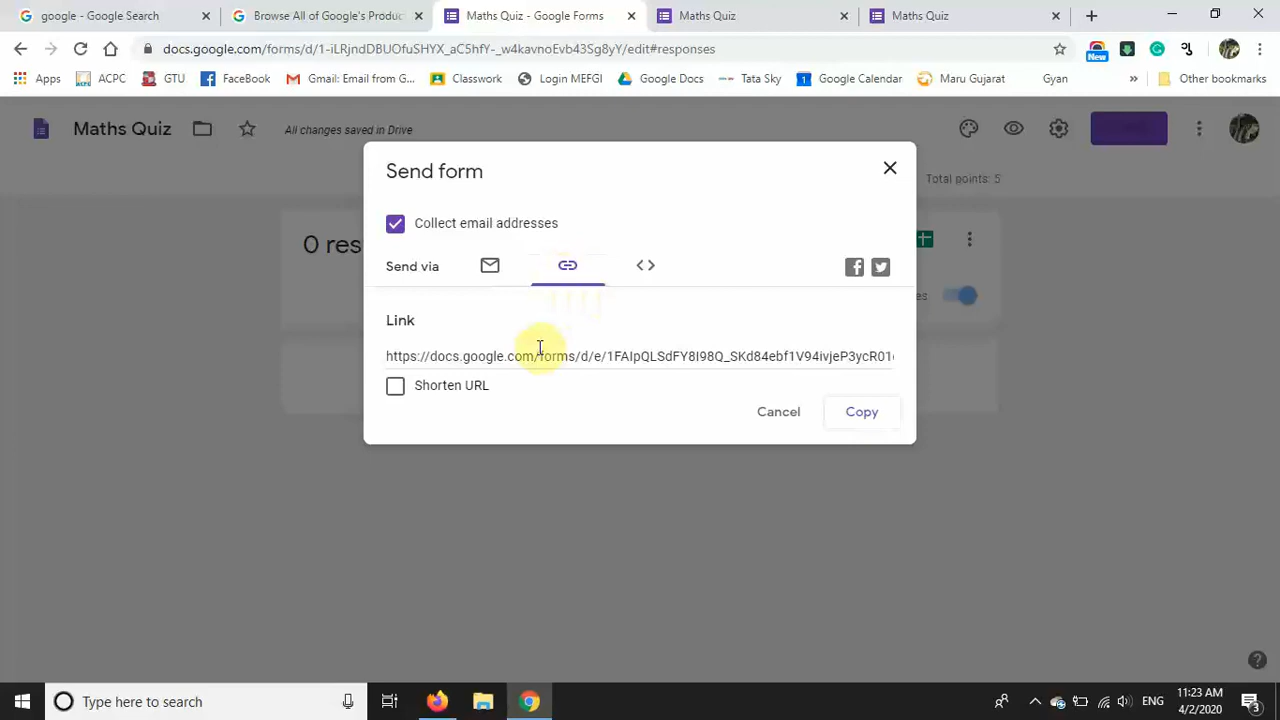 google - Google Search
Browse All of Google's Produc
Maths Quiz - Google Forms
Maths Quiz
Maths Quiz
docs.google.com/forms/d/1-iLRjndDBUOfuSHYX_aC5hfY-_w4kavnoEvb43Sg8yY/edit#responses
New
Apps
ACPC
GTU
FaceBook
Gmail: Email from G...
Classwork
Login MEFGI
Google Docs
Tata Sky
Google Calendar
Maru Gujarat
Gyan
Other bookmarks
Maths Quiz
All changes saved in Drive
Total points: 5
0 res
Send form
Collect email addresses
Send via
Link
https://docs.google.com/forms/d/e/1FAIpQLSdFY8I98Q_SKd84ebf1V94ivjeP3ycR01
Shorten URL
Cancel
Copy
Type here to search
ENG
11:23 AM
4/2/2020
3